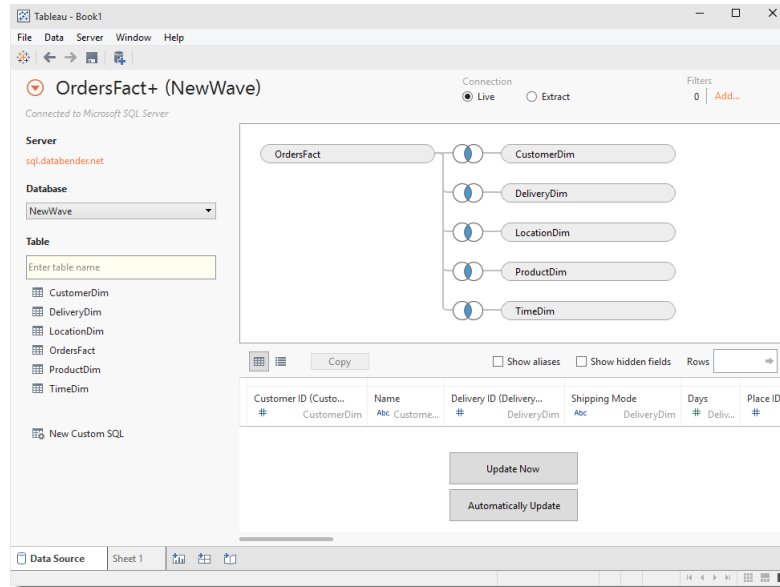 Tableau - Book1
File Data Server Window Help
OrdersFact+ (NewWave)
Connection
Live Extract
Filters
0 Add...
Connected to Microsoft SQL Server
Server
sql.databender.net
Database
NewWave
Table
Enter table name
CustomerDim
DeliveryDim
LocationDim
OrdersFact
ProductDim
TimeDim
New Custom SQL
OrdersFact
CustomerDim
DeliveryDim
LocationDim
ProductDim
TimeDim
Copy Show aliases Show hidden fields Rows
Customer ID (Custo... Name Delivery ID (Delivery... Shipping Mode Days Place ID
# CustomerDim Abc Custome... # DeliveryDim Abc DeliveryDim # Deliv... #
Update Now
Automatically Update
Data Source Sheet 1